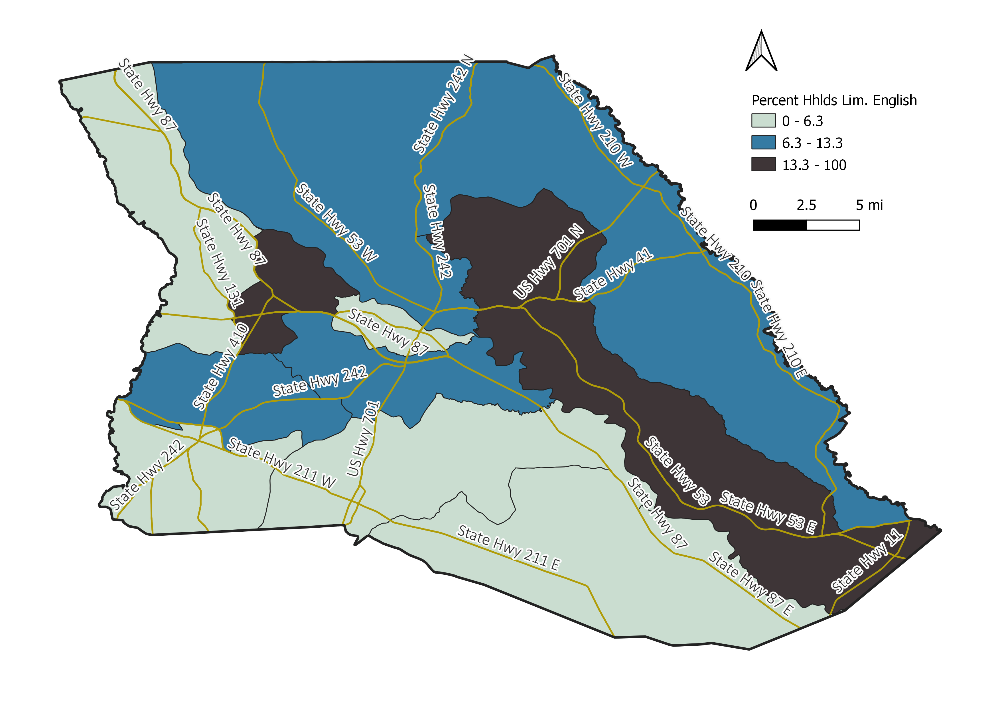 State Hwy 242 N
State Hwy 87
State Hwy 210 W
Percent Hhlds Lim. English
0 - 6.3
6.3 - 13.3
13.3 - 100
0 2.5 5 mi
State Hwy 53 W
State Hwy 242
State Hwy 87
State Hwy 131
US Hwy 701 N
State Hwy 41
State Hwy 210
State Hwy 210 E
State Hwy 87
State Hwy 410
State Hwy 242
US Hwy 701
State Hwy 242
State Hwy 211 W
State Hwy 53
State Hwy 53 E
State Hwy 87
State Hwy 211 E
State Hwy 11
State Hwy 87 E